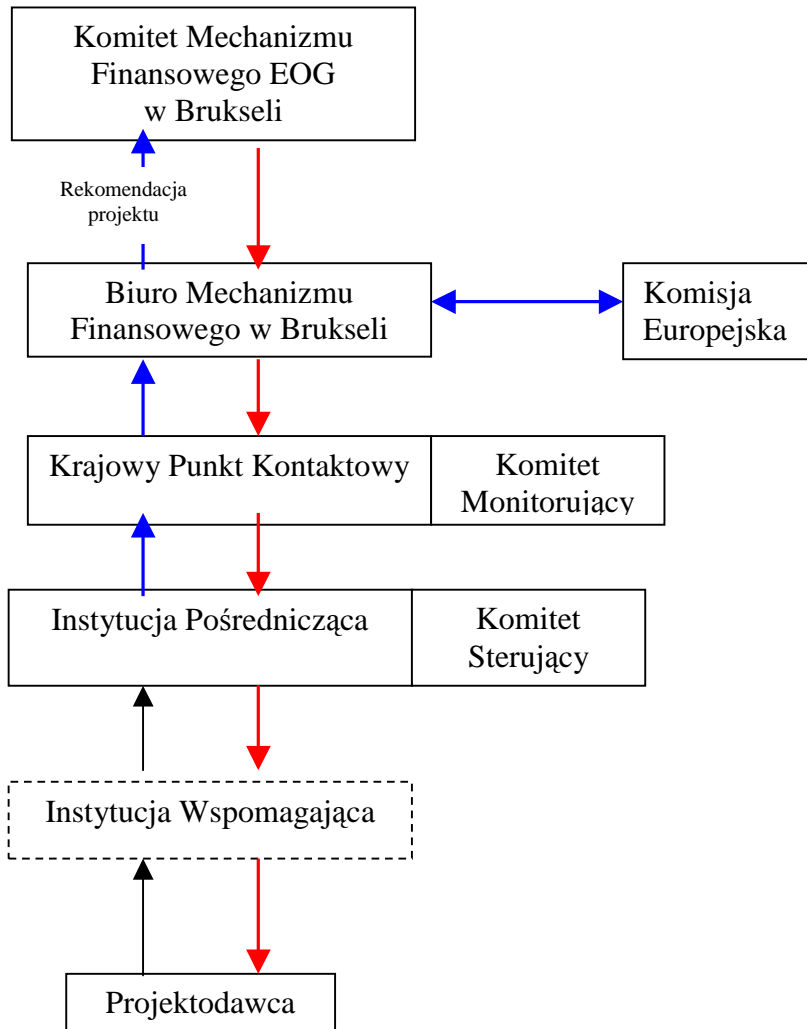 Komitet Mechanizmu
Finansowego EOG
w Brukseli
Rekomendacja
projektu
Biuro Mechanizmu
Finansowego w Brukseli
Komisja
Europejska
Krajowy Punkt Kontaktowy
Komitet
Monitorujący
Instytucja Pośrednicząca
Komitet
Sterujący
Instytucja Wspomagająca
Projektodawca